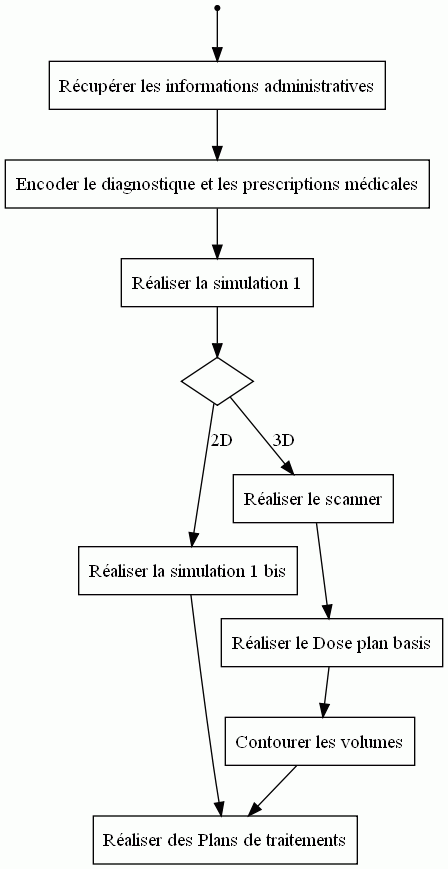 Récupérer les informations administratives
Encoder le diagnostique et les prescriptions médicales
Réaliser la simulation 1
2D
3D
Réaliser le scanner
Réaliser la simulation 1 bis
Réaliser le Dose plan basis
Contourer les volumes
Réaliser des Plans de traitements